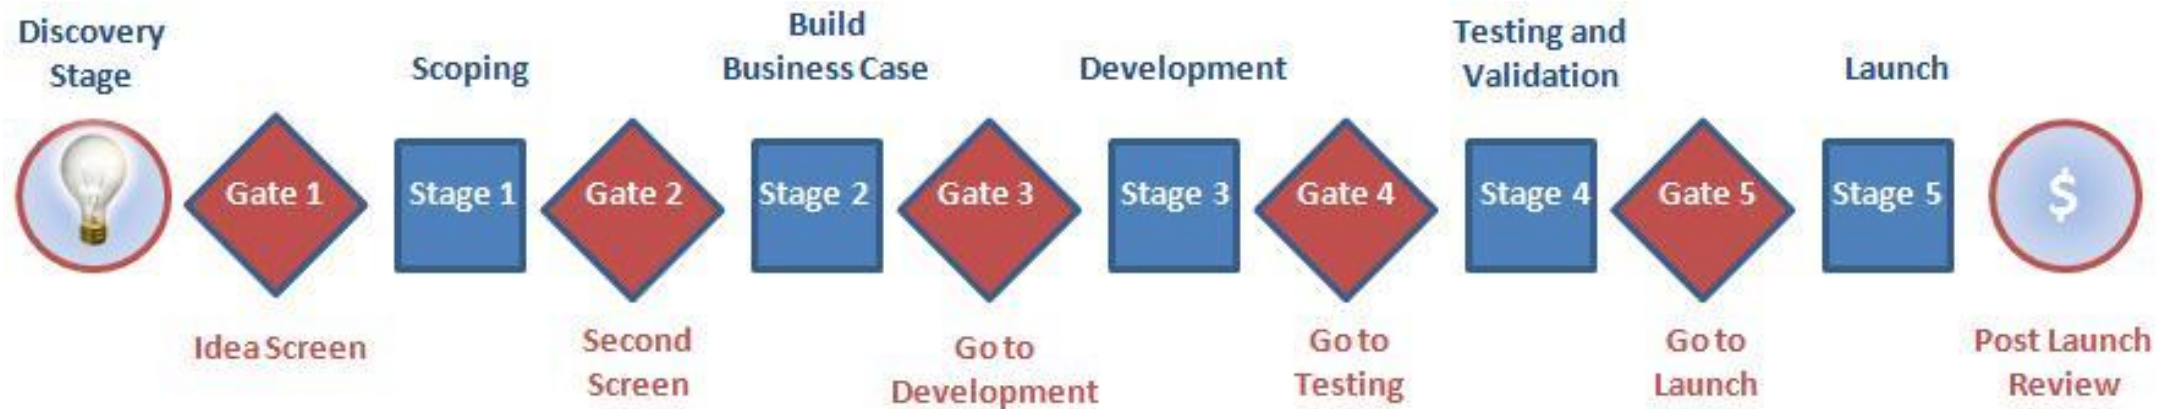 Discovery
Stage
Scoping
Build
Business Case
Development
Testing and
Validation
Launch
Gate 1
Stage 1
Gate 2
Stage 2
Gate 3
Stage 3
Gate 4
Stage 4
Gate 5
Stage 5
$
Idea Screen
Second
Screen
Go to
Development
Go to
Testing
Go to
Launch
Post Launch
Review